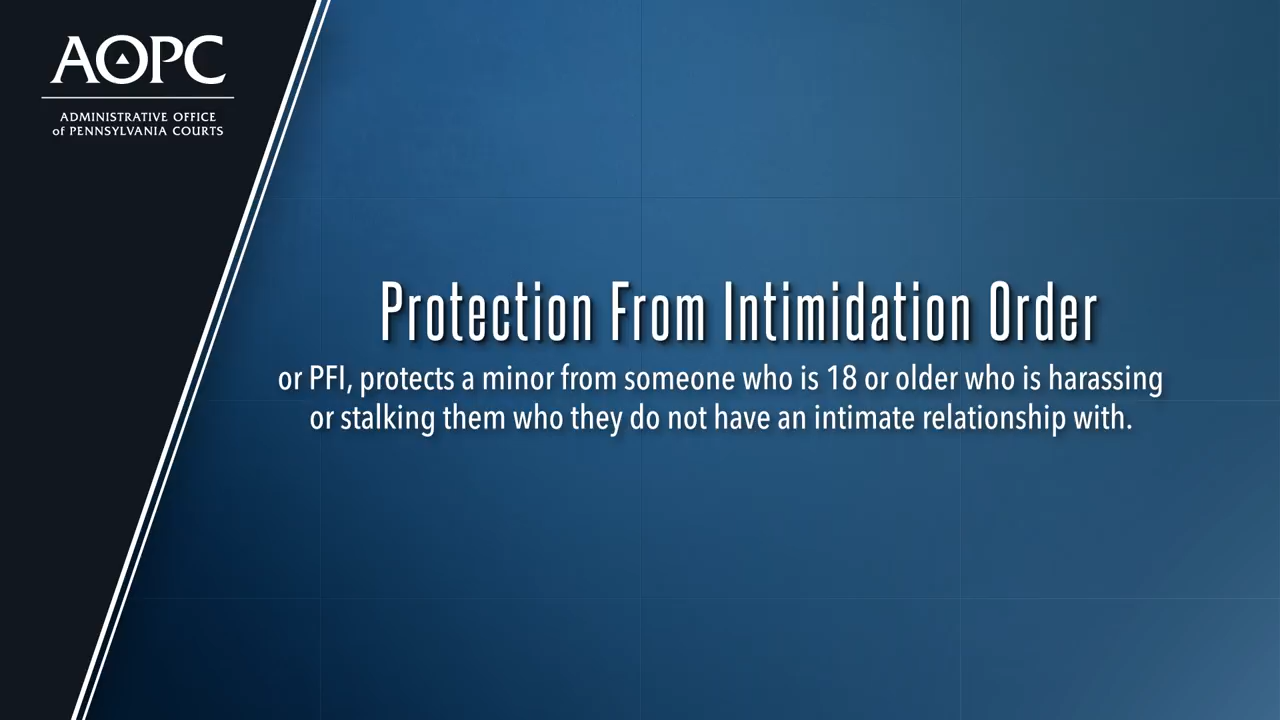 AOPC
ADMINISTRATIVE OFFICE
of PENNSYLVANIA COURTS
Protection From Intimidation Order
or PFI, protects a minor from someone who is 18 or older who is harassing
or stalking them who they do not have an intimate relationship with.